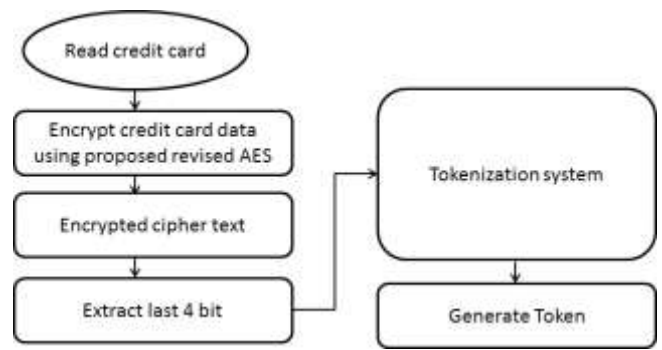 Read credit card
Encrypt credit card data
using proposed revised AES
Encrypted cipher text
Extract last 4 bit
Tokenization system
Generate Token